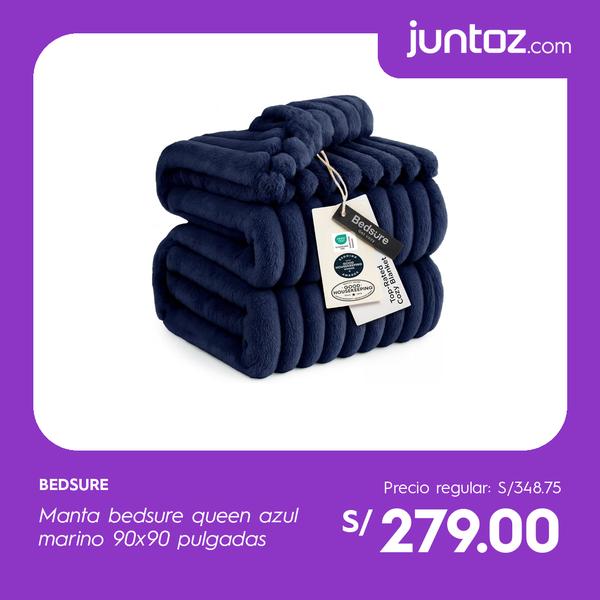 juntoz.com
Bedsure
Top-Rated
Cozy Blanket
GOOD
HOUSEKEEPING
BEDSURE
Precio regular: S/348.75
Manta bedsure queen azul
marino 90x90 pulgadas
S/ 279.00